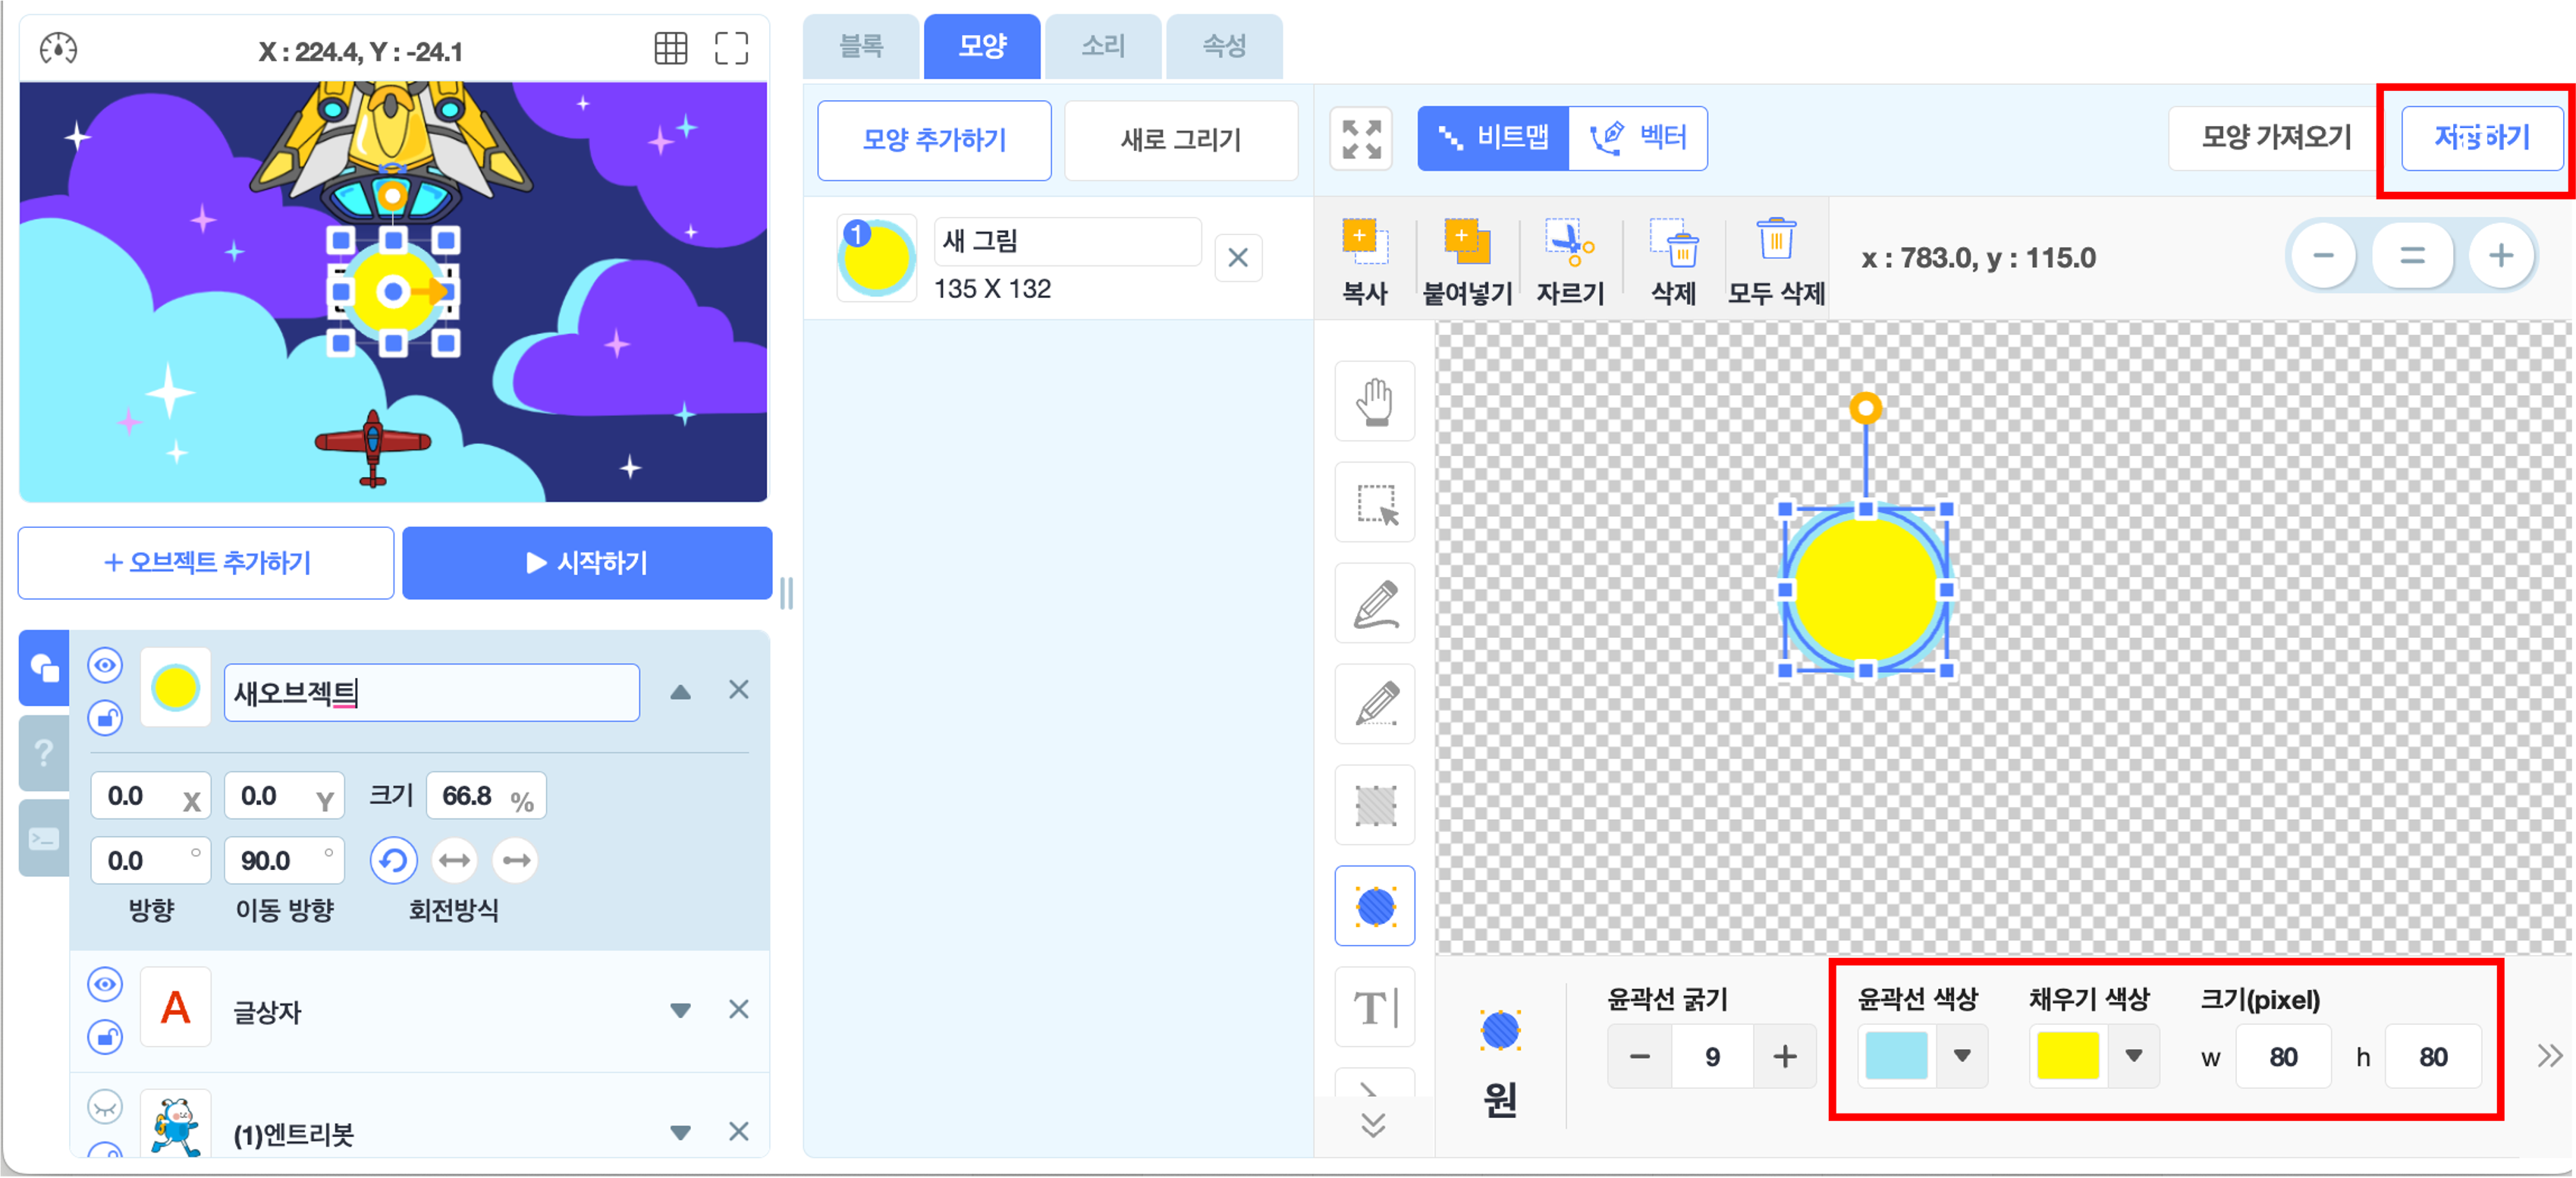 X : 224.4, Y : -24.1
블록
모양
소리
속성
모양 추가하기
새로 그리기
비트맵
벡터
모양 가져오기
저장하기
1
새 그림
135 X 132
복사
붙여넣기
자르기
삭제
모두 삭제
x : 783.0, y : 115.0
+ 오브젝트 추가하기
시작하기
새오브젝트
0.0 X
0.0 Y
크기
66.8 %
0.0 °
90.0 °
방향
이동 방향
회전방식
A
글상자
(1)엔트리봇
?
T
원
윤곽선 굵기
9
윤곽선 색상
채우기 색상
크기(pixel)
w 80
h 80